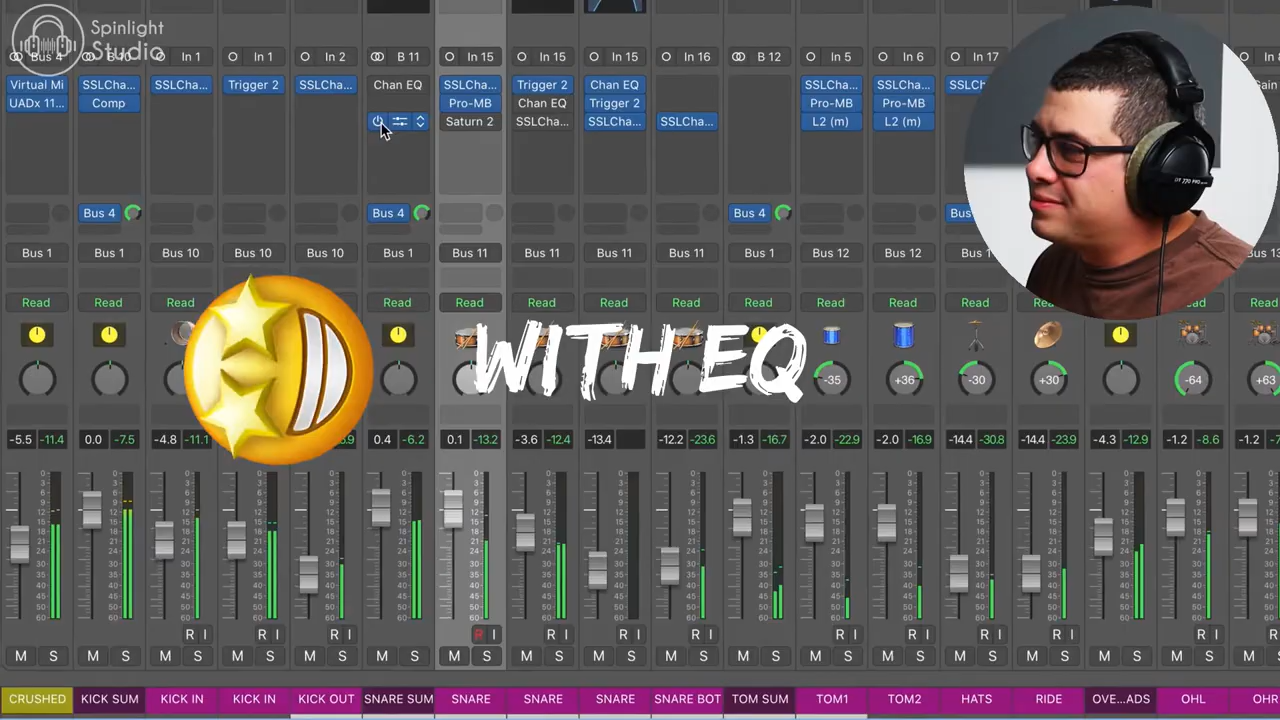 Spinlight
Studio
Bus 4 B 10 In 1 In 1 In 2 B 11 In 15 In 15 In 15 In 16 B 12 In 5 In 6 In 17
Virtual Mi SSLCha... SSLCha... Trigger 2 SSLCha... Chan EQ SSLCha... Trigger 2 Chan EQ SSLCha... SSLCha...
UADx 11... Comp Pro-MB Chan EQ Trigger 2 Pro-MB Pro-MB
Saturn 2 SSLCha... SSLCha... SSLCha... L2 (m) L2 (m)
DT 770 PRO
Bus 4 Bus 4 Bus 4
Bus 1 Bus 1 Bus 10 Bus 10 Bus 10 Bus 1 Bus 11 Bus 11 Bus 11 Bus 11 Bus 1 Bus 12 Bus 12
Read Read Read Read Read Read Read Read Read Read Read Read Read Read Read Read Read
WITH EQ
-35 +36 -30 +30 -64 +63
-5.5 -11.4 0.0 -7.5 -4.8 -11.1 0.4 -6.2 0.1 -13.2 -3.6 -12.4 -13.4 -12.2 -23.6 -1.3 -16.7 -2.0 -22.9 -2.0 -16.9 -14.4 -30.8 -14.4 -23.9 -4.3 -12.9 -1.2 -8.6 -1.2
R I R I R I R I R I R I R I R I R I R I R I R I R
M S M S M S M S M S M S M S M S M S M S M S M S M S M S M S M S M S M
CRUSHED KICK SUM KICK IN KICK IN KICK OUT SNARE SUM SNARE SNARE SNARE SNARE BOT TOM SUM TOM1 TOM2 HATS RIDE OVE...ADS OHL OHR